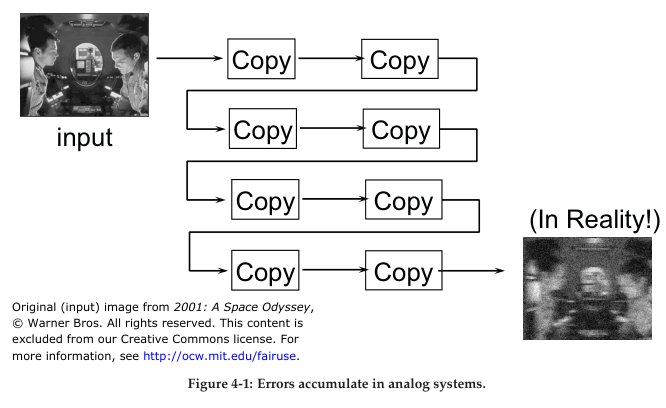 input
Copy
Copy
Copy
Copy
Copy
Copy
Copy
Copy
(In Reality!)
Original (input) image from 2001: A Space Odyssey,
© Warner Bros. All rights reserved. This content is
excluded from our Creative Commons license. For
more information, see http://ocw.mit.edu/fairuse.
Figure 4-1: Errors accumulate in analog systems.